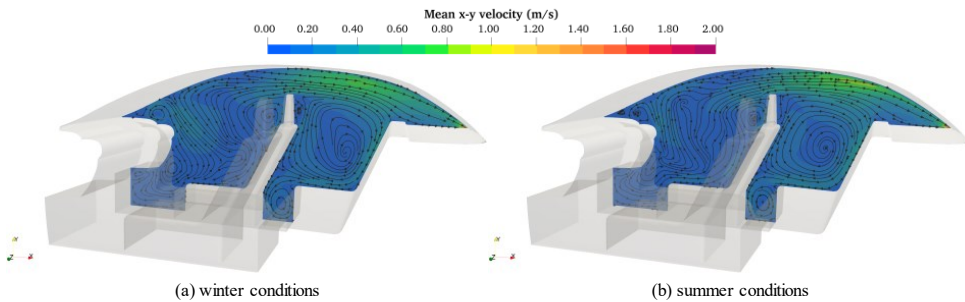 Mean x-y velocity (m/s)
0.00 0.20 0.40 0.60 0.80 1.00 1.20 1.40 1.60 1.80 2.00
(a) winter conditions
(b) summer conditions